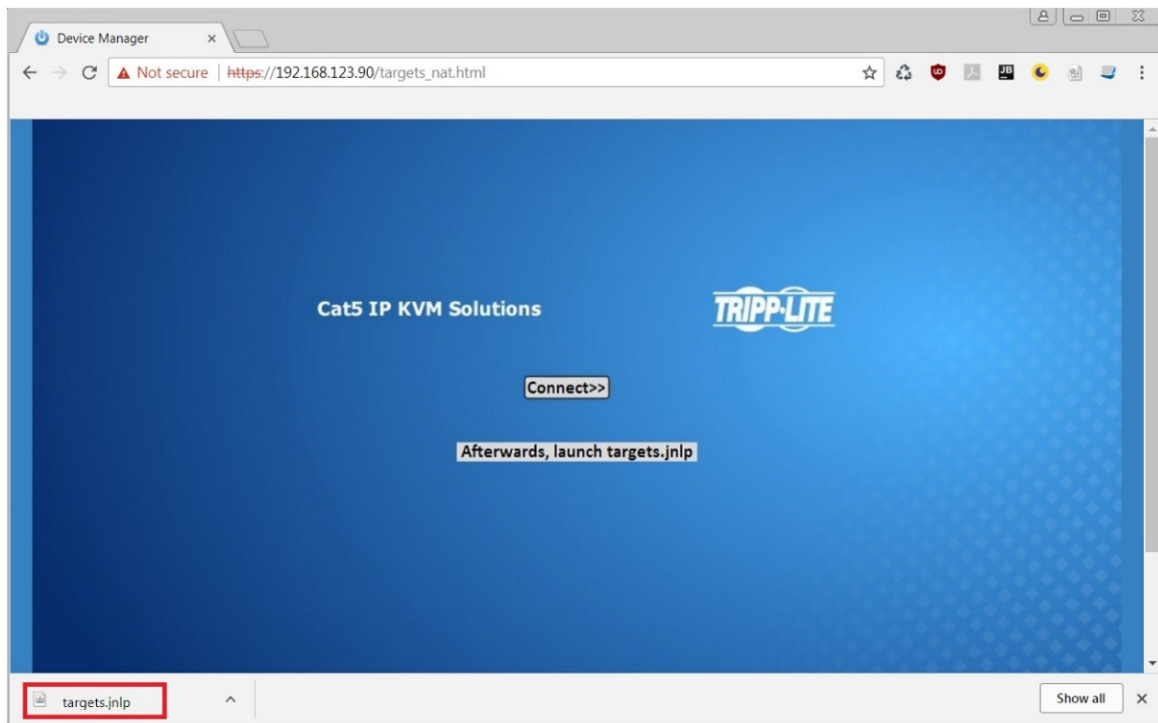 Device Manager
Not secure | https://192.168.123.90/targets_nat.html
Cat5 IP KVM Solutions
TRIPP·LITE
Connect>>
Afterwards, launch targets.jnlp
targets.jnlp
Show all